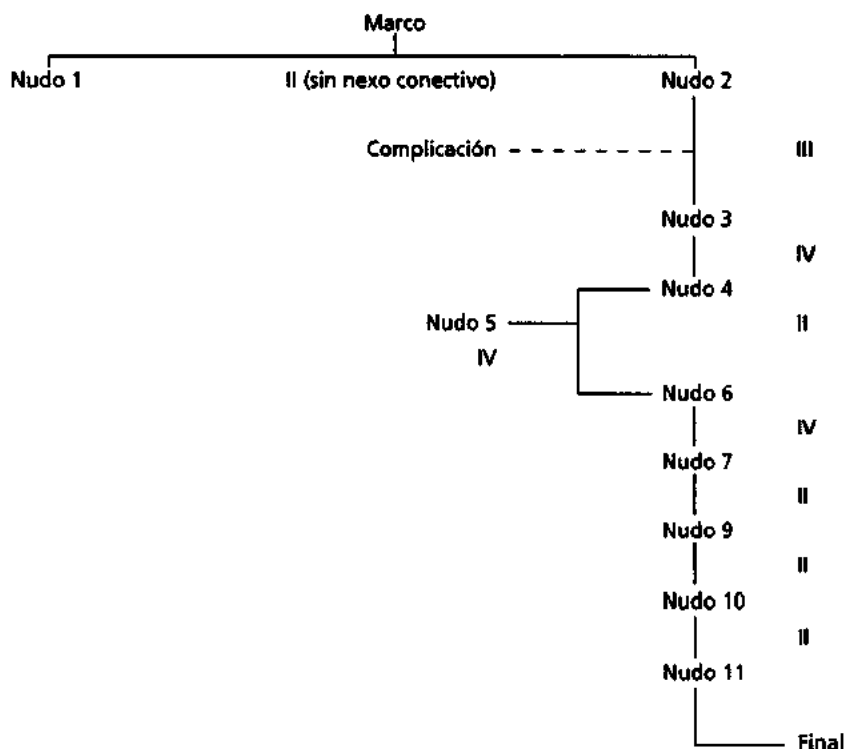 Marco
Nudo 1 II (sin nexo conectivo) Nudo 2
Complicación III
Nudo 3
IV
Nudo 4
Nudo 5 II
IV
Nudo 6
IV
Nudo 7
II
Nudo 9
II
Nudo 10
II
Nudo 11
Final